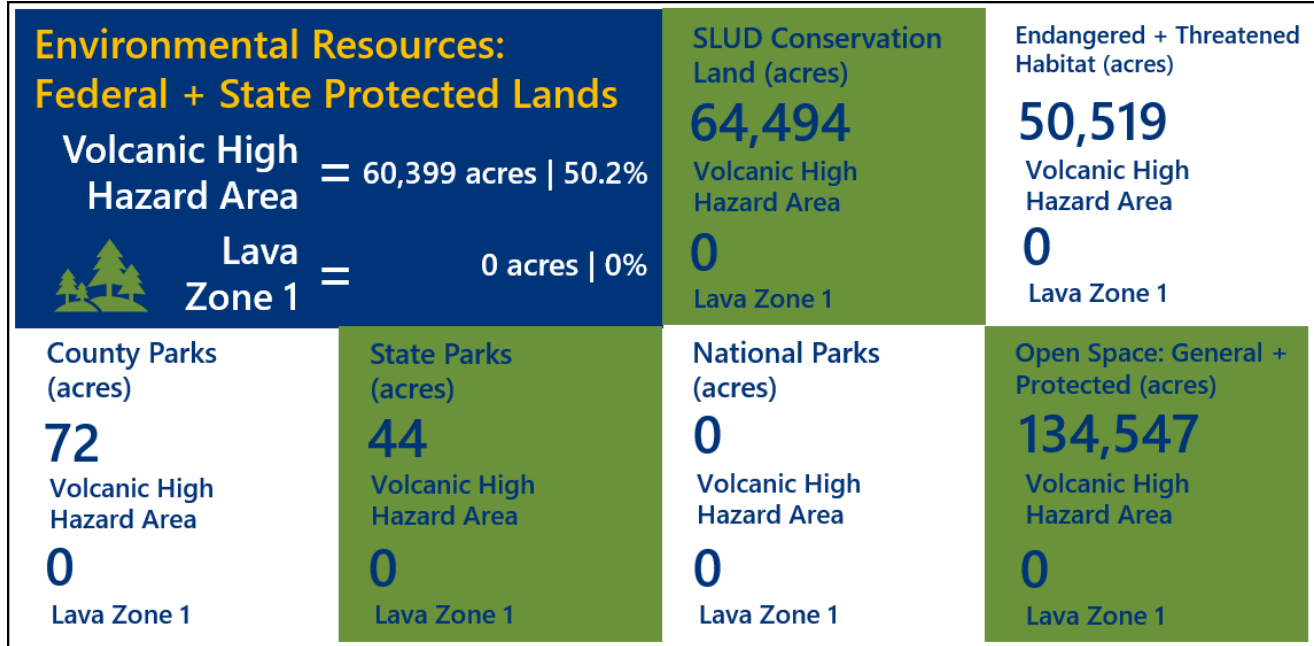 Environmental Resources:
Federal + State Protected Lands
Volcanic High
Hazard Area
= 60,399 acres | 50.2%
Lava
Zone 1
= 0 acres | 0%
SLUD Conservation
Land (acres)
64,494
Volcanic High
Hazard Area
0
Lava Zone 1
Endangered + Threatened
Habitat (acres)
50,519
Volcanic High
Hazard Area
0
Lava Zone 1
County Parks
(acres)
72
Volcanic High
Hazard Area
0
Lava Zone 1
State Parks
(acres)
44
Volcanic High
Hazard Area
0
Lava Zone 1
National Parks
(acres)
0
Volcanic High
Hazard Area
0
Lava Zone 1
Open Space: General +
Protected (acres)
134,547
Volcanic High
Hazard Area
0
Lava Zone 1